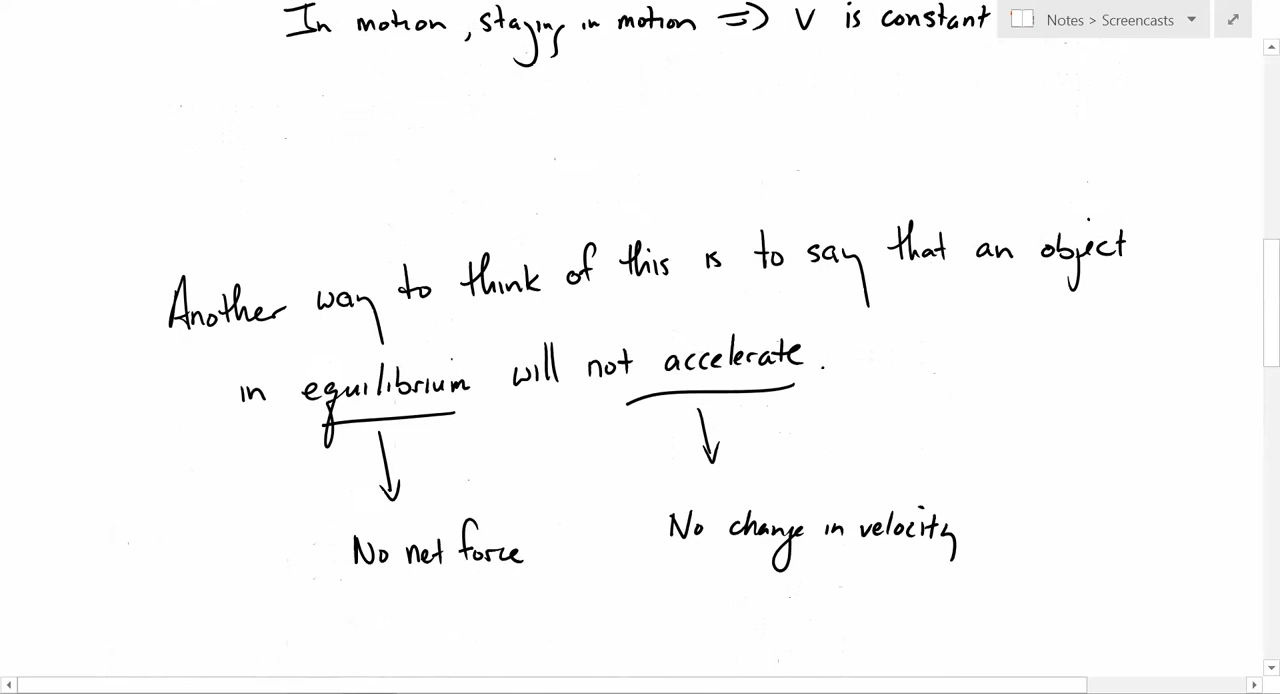 In motion, staying in motion => v is constant
Notes > Screencasts
Another way to think of this is to say that an object
in equilibrium will not accelerate.
No net force
No change in velocity